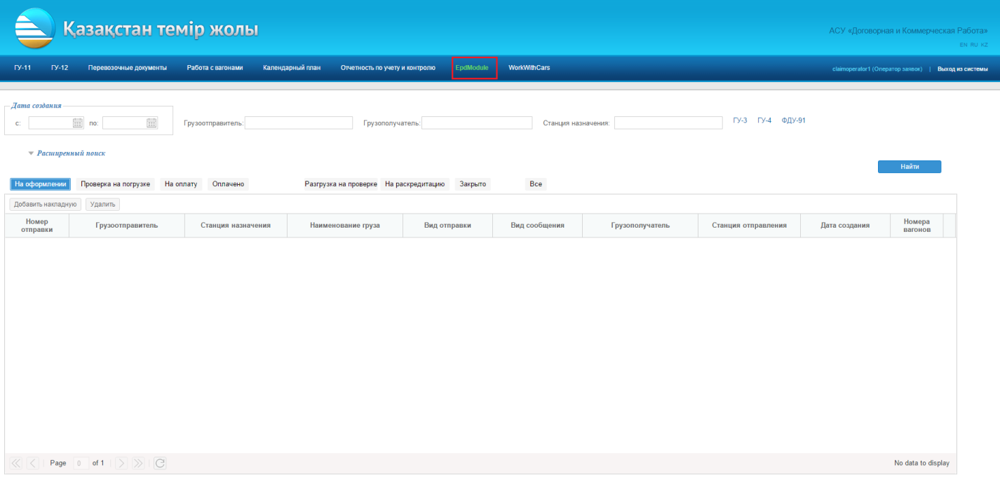 Қазақстан темір жолы
АСУ «Договорная и Коммерческая Работа»
EN RU KZ
ГУ-11 ГУ-12 Перевозочные документы Работа с вагонами Календарный план Отчетность по учету и контролю EpdModule WorkWithCars claimoperator1 (Оператор заявок) | Выход из системы
Дата создания
с: по: Грузоотправитель: Грузополучатель: Станция назначения: ГУ-3 ГУ-4 ФДУ-91
Расширенный поиск
Найти
На оформлении Проверка на погрузке На оплату Оплачено Разгрузка на проверке На раскредитацию Закрыто Все
Добавить накладную Удалить
Номер отправки Грузоотправитель Станция назначения Наименование груза Вид отправки Вид сообщения Грузополучатель Станция отправления Дата создания Номера вагонов
Page 0 of 1 No data to display